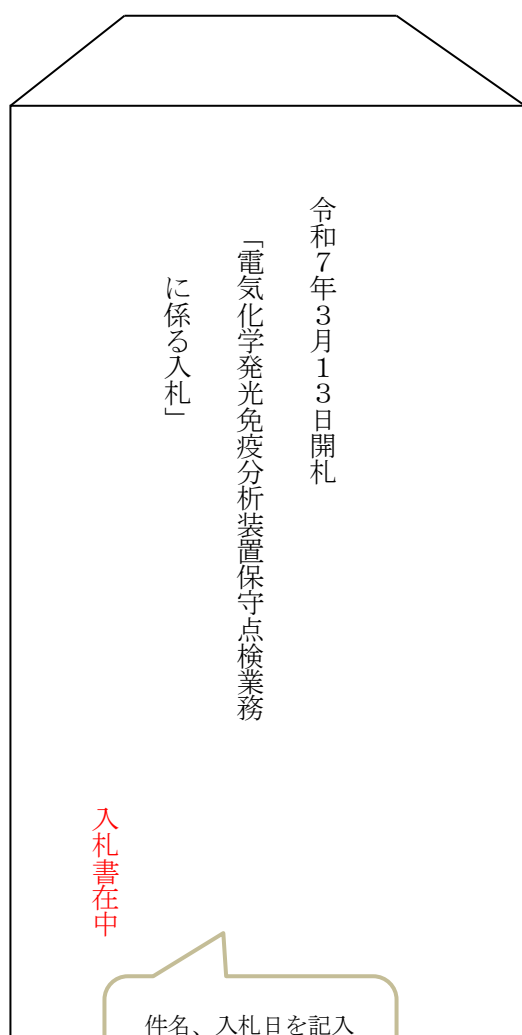 令和７年３月１３日開札
「電気化学発光免疫分析装置保守点検業務
に係る入札」
入札書在中
件名、入札日を記入